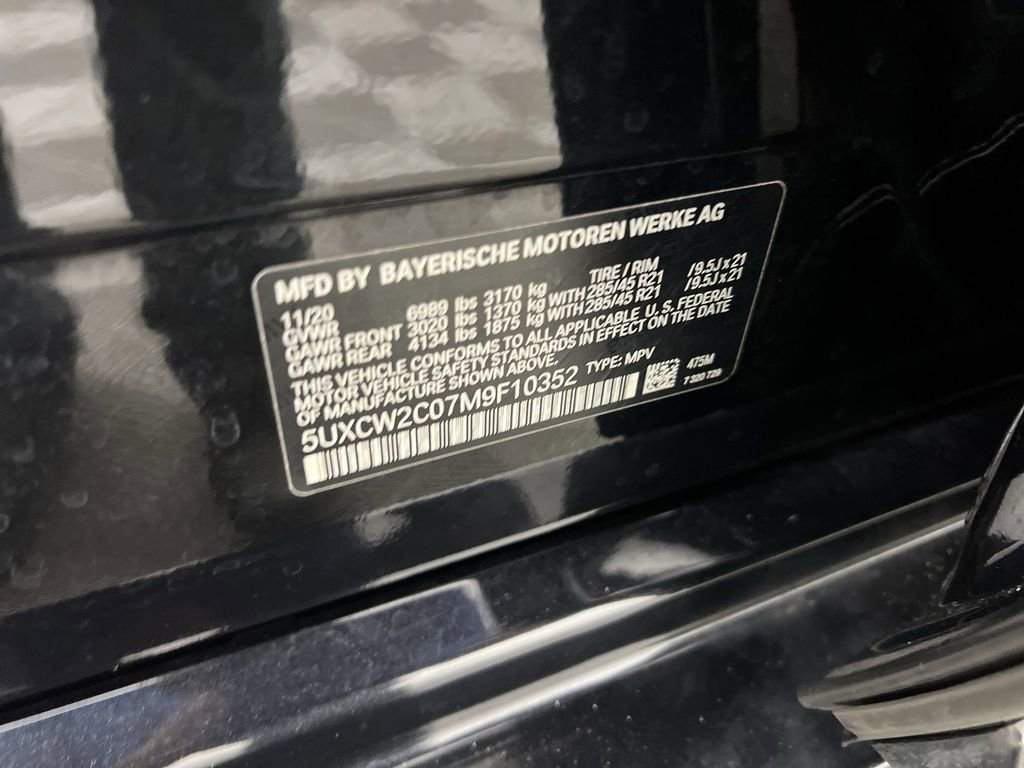 MFD BY BAYERISCHE MOTOREN WERKE AG
11/20 TIRE / RIM
GVWR 6989 lbs 3170 kg
GAWR FRONT 3020 lbs 1370 kg WITH 285/45 R21 /9.5J x 21
GAWR REAR 4134 lbs 1875 kg WITH 285/45 R21 /9.5J x 21
THIS VEHICLE CONFORMS TO ALL APPLICABLE U. S. FEDERAL
MOTOR VEHICLE SAFETY STANDARDS IN EFFECT ON THE DATE
OF MANUFACTURE SHOWN ABOVE.
TYPE: MPV 475M
5UXCW2C07M9F10352 7 320 729